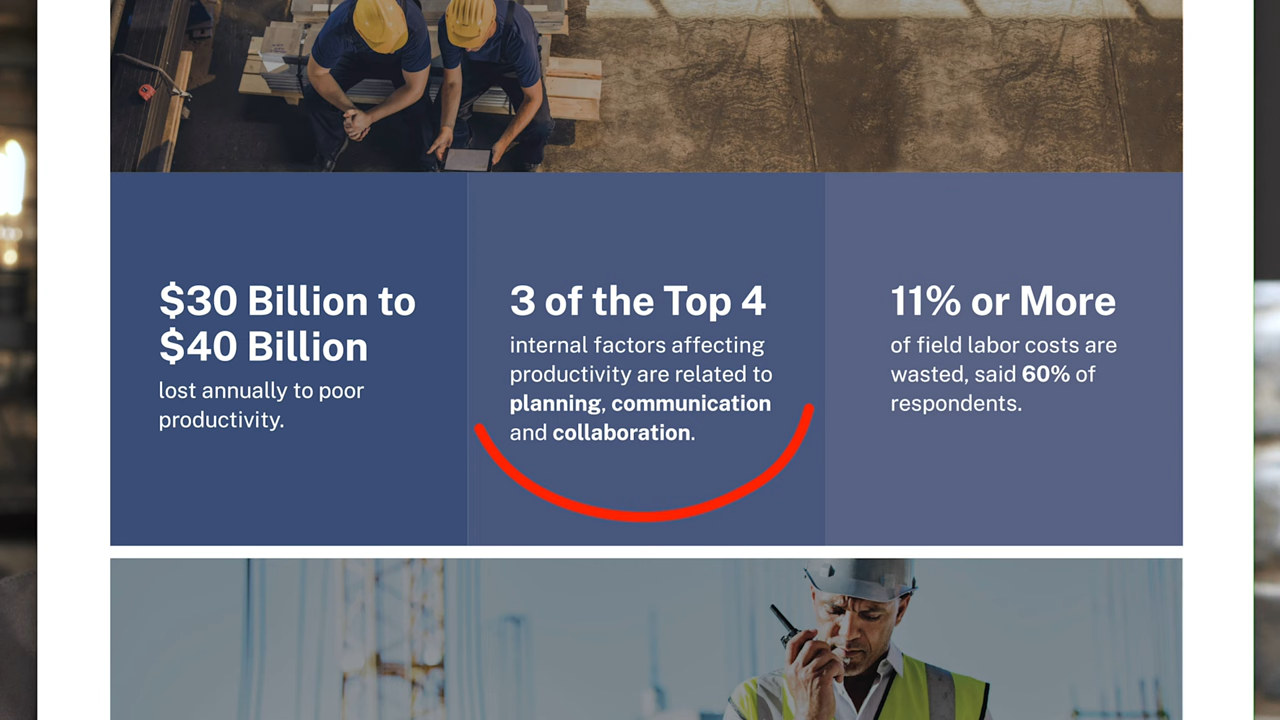 $30 Billion to
$40 Billion
lost annually to poor
productivity.
3 of the Top 4
internal factors affecting
productivity are related to
planning, communication
and collaboration.
11% or More
of field labor costs are
wasted, said 60% of
respondents.